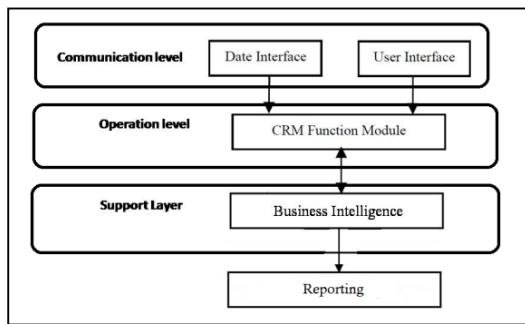 Communication level
Date Interface
User Interface
Operation level
CRM Function Module
Support Layer
Business Intelligence
Reporting